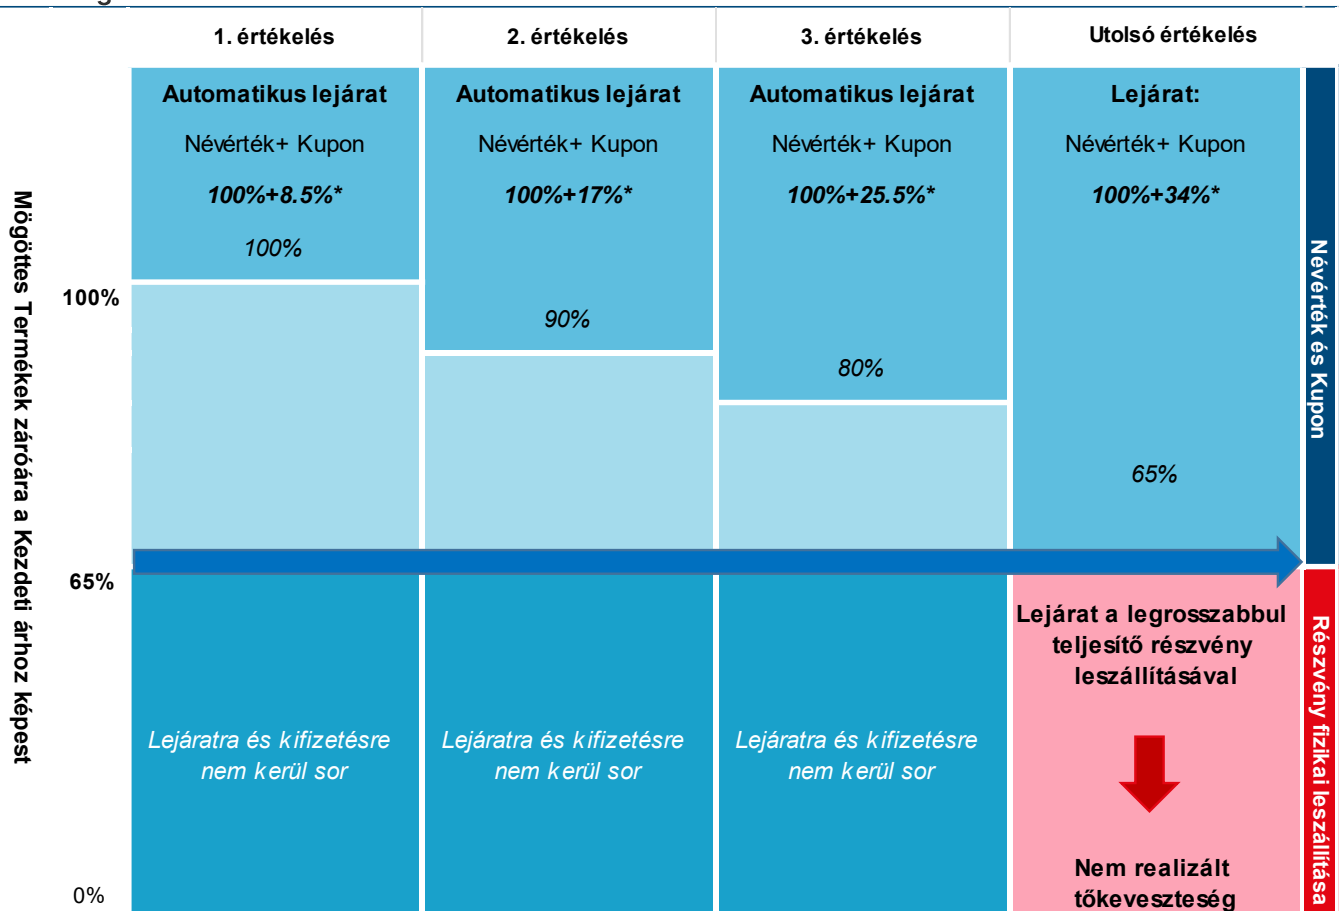 1. értékelés
2. értékelés
3. értékelés
Utolsó értékelés
Automatikus lejárat
Névérték+ Kupon
100%+8.5%*
100%
Automatikus lejárat
Névérték+ Kupon
100%+17%*
90%
Automatikus lejárat
Névérték+ Kupon
100%+25.5%*
80%
Lejárat:
Névérték+ Kupon
100%+34%*
65%
Mögöttes Termékek záróára a Kezdeti árhoz képest
100%
65%
0%
Lejáratra és kifizetésre
nem kerül sor
Lejáratra és kifizetésre
nem kerül sor
Lejáratra és kifizetésre
nem kerül sor
Lejárat a legrosszabbul
teljesítő részvény
leszállításával
Nem realizált
tőkeveszteség
Névérték és Kupon
Részvény fizikai leszállítása